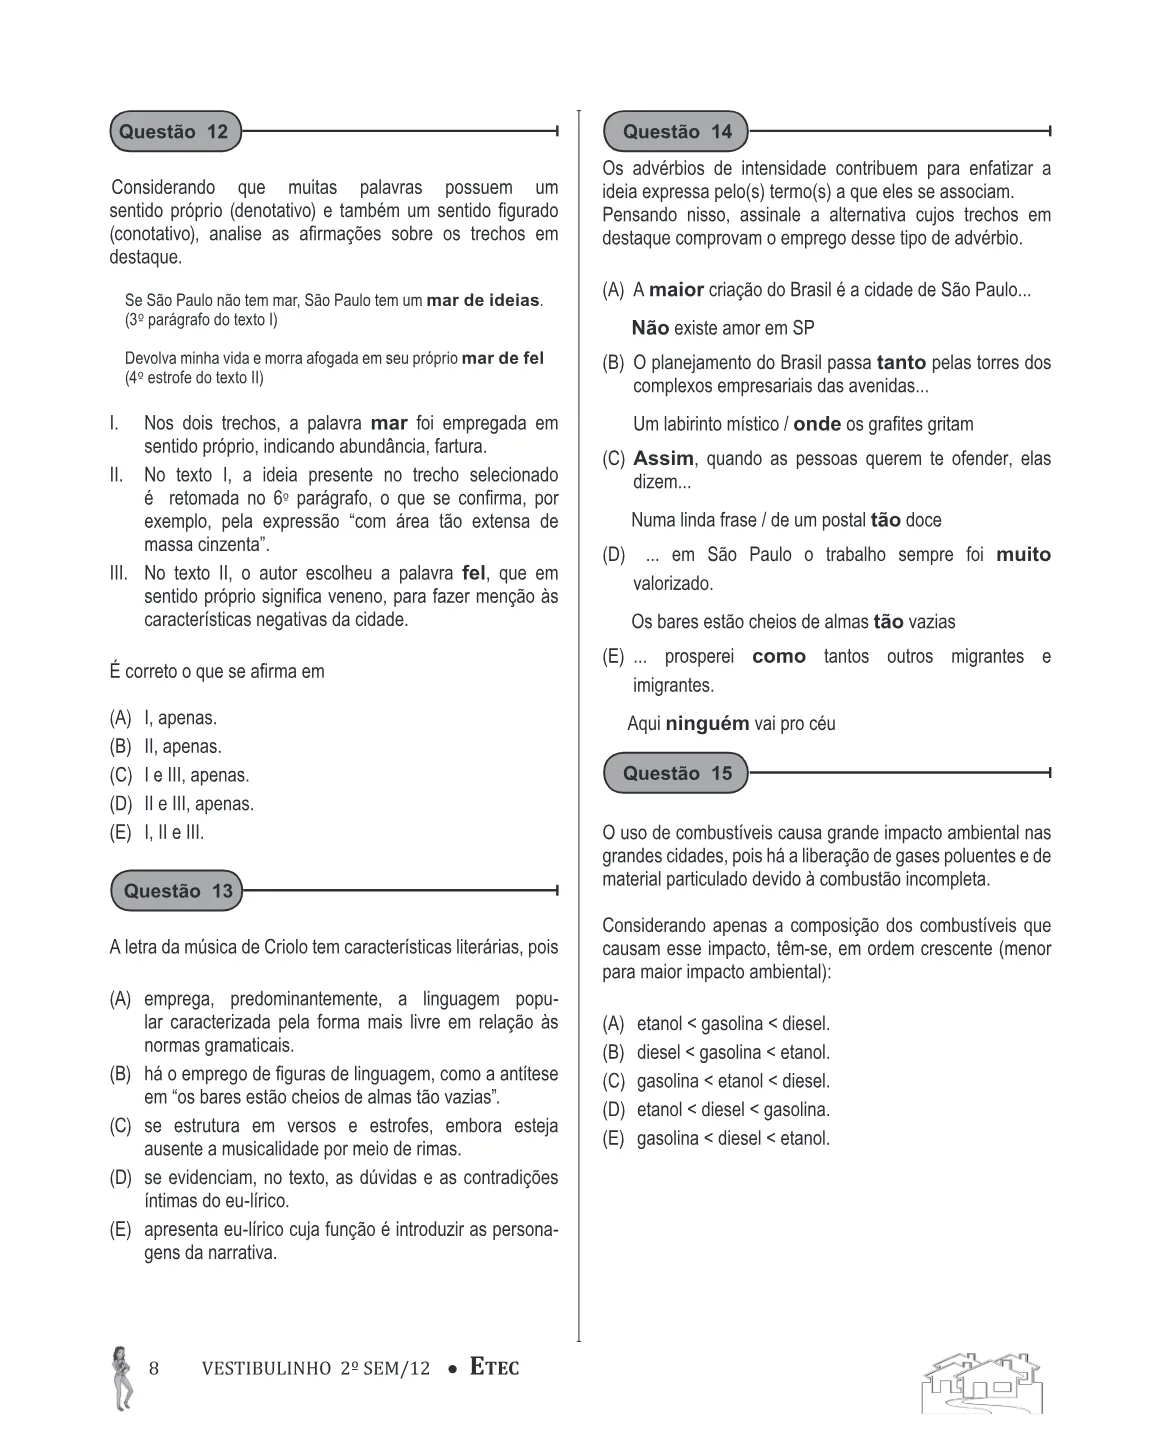 Questão 12
Considerando que muitas palavras possuem um
sentido próprio (denotativo) e também um sentido figurado
(conotativo), analise as afirmações sobre os trechos em
destaque.
Se São Paulo não tem mar, São Paulo tem um mar de ideias.
(3º parágrafo do texto I)
Devolva minha vida e morra afogada em seu próprio mar de fel
(4º estrofe do texto II)
I. Nos dois trechos, a palavra mar foi empregada em
sentido próprio, indicando abundância, fartura.
II. No texto I, a ideia presente no trecho selecionado
é retomada no 6º parágrafo, o que se confirma, por
exemplo, pela expressão “com área tão extensa de
massa cinzenta”.
III. No texto II, o autor escolheu a palavra fel, que em
sentido próprio significa veneno, para fazer menção às
características negativas da cidade.
É correto o que se afirma em
(A) I, apenas.
(B) II, apenas.
(C) I e III, apenas.
(D) II e III, apenas.
(E) I, II e III.
Questão 13
A letra da música de Criolo tem características literárias, pois
(A) emprega, predominantemente, a linguagem popu-
lar caracterizada pela forma mais livre em relação às
normas gramaticais.
(B) há o emprego de figuras de linguagem, como a antítese
em “os bares estão cheios de almas tão vazias”.
(C) se estrutura em versos e estrofes, embora esteja
ausente a musicalidade por meio de rimas.
(D) se evidenciam, no texto, as dúvidas e as contradições
íntimas do eu-lírico.
(E) apresenta eu-lírico cuja função é introduzir as persona-
gens da narrativa.
Questão 14
Os advérbios de intensidade contribuem para enfatizar a
ideia expressa pelo(s) termo(s) a que eles se associam.
Pensando nisso, assinale a alternativa cujos trechos em
destaque comprovam o emprego desse tipo de advérbio.
(A) A maior criação do Brasil é a cidade de São Paulo...
Não existe amor em SP
(B) O planejamento do Brasil passa tanto pelas torres dos
complexos empresariais das avenidas...
Um labirinto místico / onde os grafites gritam
(C) Assim, quando as pessoas querem te ofender, elas
dizem...
Numa linda frase / de um postal tão doce
(D) ... em São Paulo o trabalho sempre foi muito
valorizado.
Os bares estão cheios de almas tão vazias
(E) ... prosperei como tantos outros migrantes e
imigrantes.
Aqui ninguém vai pro céu
Questão 15
O uso de combustíveis causa grande impacto ambiental nas
grandes cidades, pois há a liberação de gases poluentes e de
material particulado devido à combustão incompleta.
Considerando apenas a composição dos combustíveis que
causam esse impacto, têm-se, em ordem crescente (menor
para maior impacto ambiental):
(A) etanol < gasolina < diesel.
(B) diesel < gasolina < etanol.
(C) gasolina < etanol < diesel.
(D) etanol < diesel < gasolina.
(E) gasolina < diesel < etanol.
8 VESTIBULINHO 2º SEM/12 • ETEC